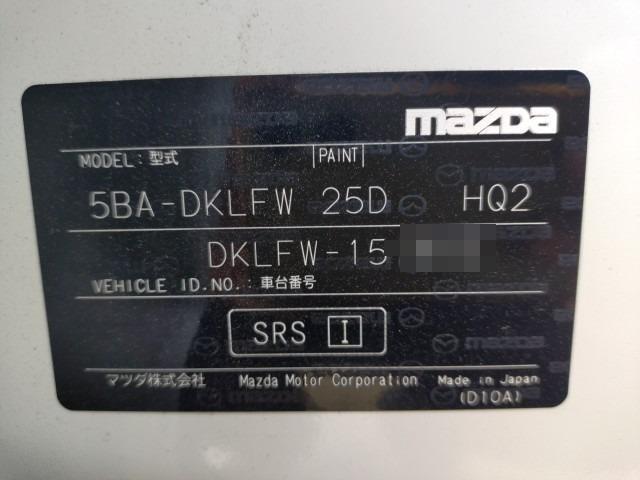 mazda
MODEL: 型式 PAINT
5BA-DKLFW 25D HQ2
DKLFW-15
VEHICLE ID.NO.: 車台番号
SRS I
マツダ株式会社 Mazda Motor Corporation Made in Japan
(D10A)